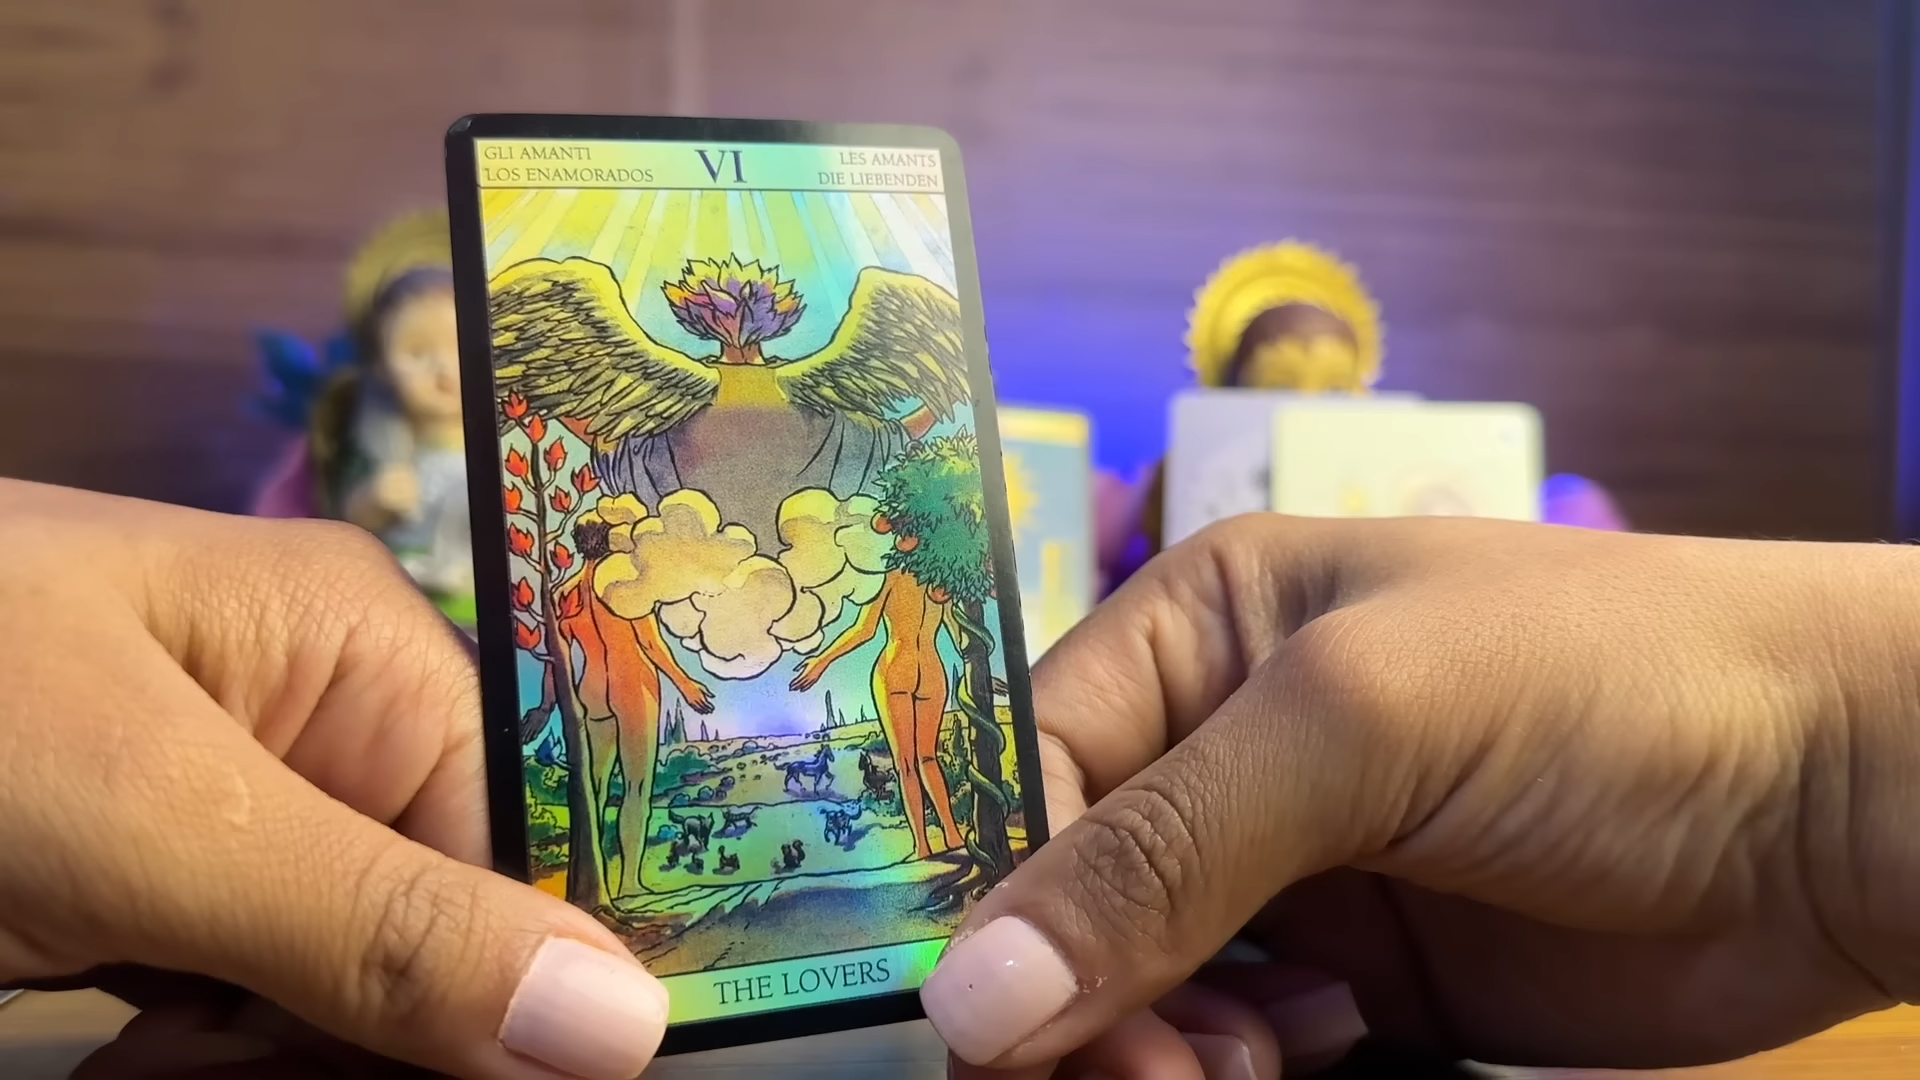 GLI AMANTI
LOS ENAMORADOS
VI
LES AMANTS
DIE LIEBENDEN
THE LOVERS